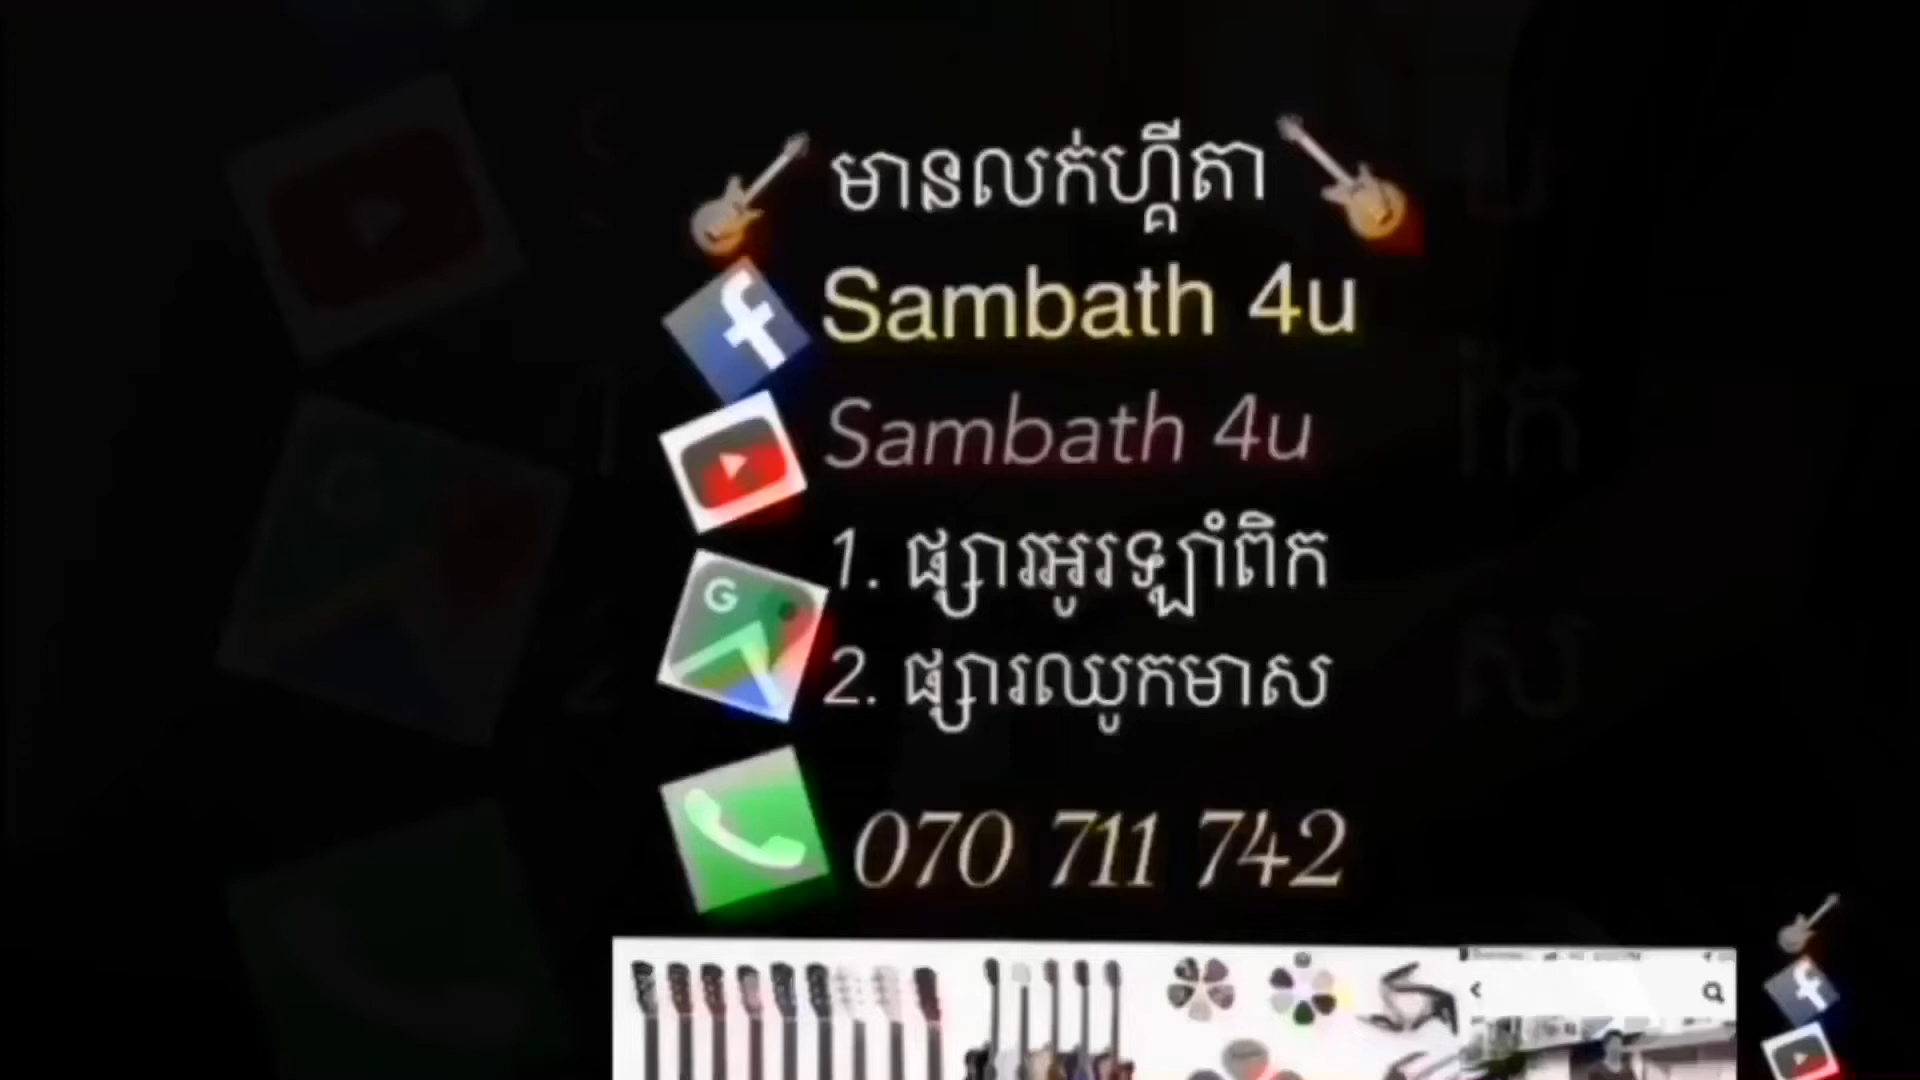 មានលក់ហ្គីតា
Sambath 4u
Sambath 4u
1. ផ្សារអូរឡាំពិក
2. ផ្សារឈូកមាស
070 711 742